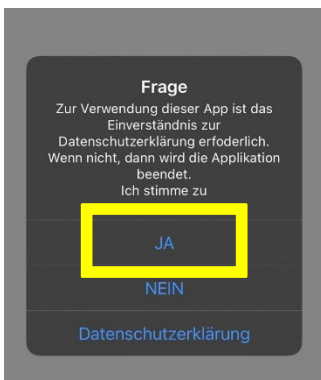 Frage
Zur Verwendung dieser App ist das
Einverständnis zur
Datenschutzerklärung erfoderlich.
Wenn nicht, dann wird die Applikation
beendet.
Ich stimme zu
JA
NEIN
Datenschutzerklärung